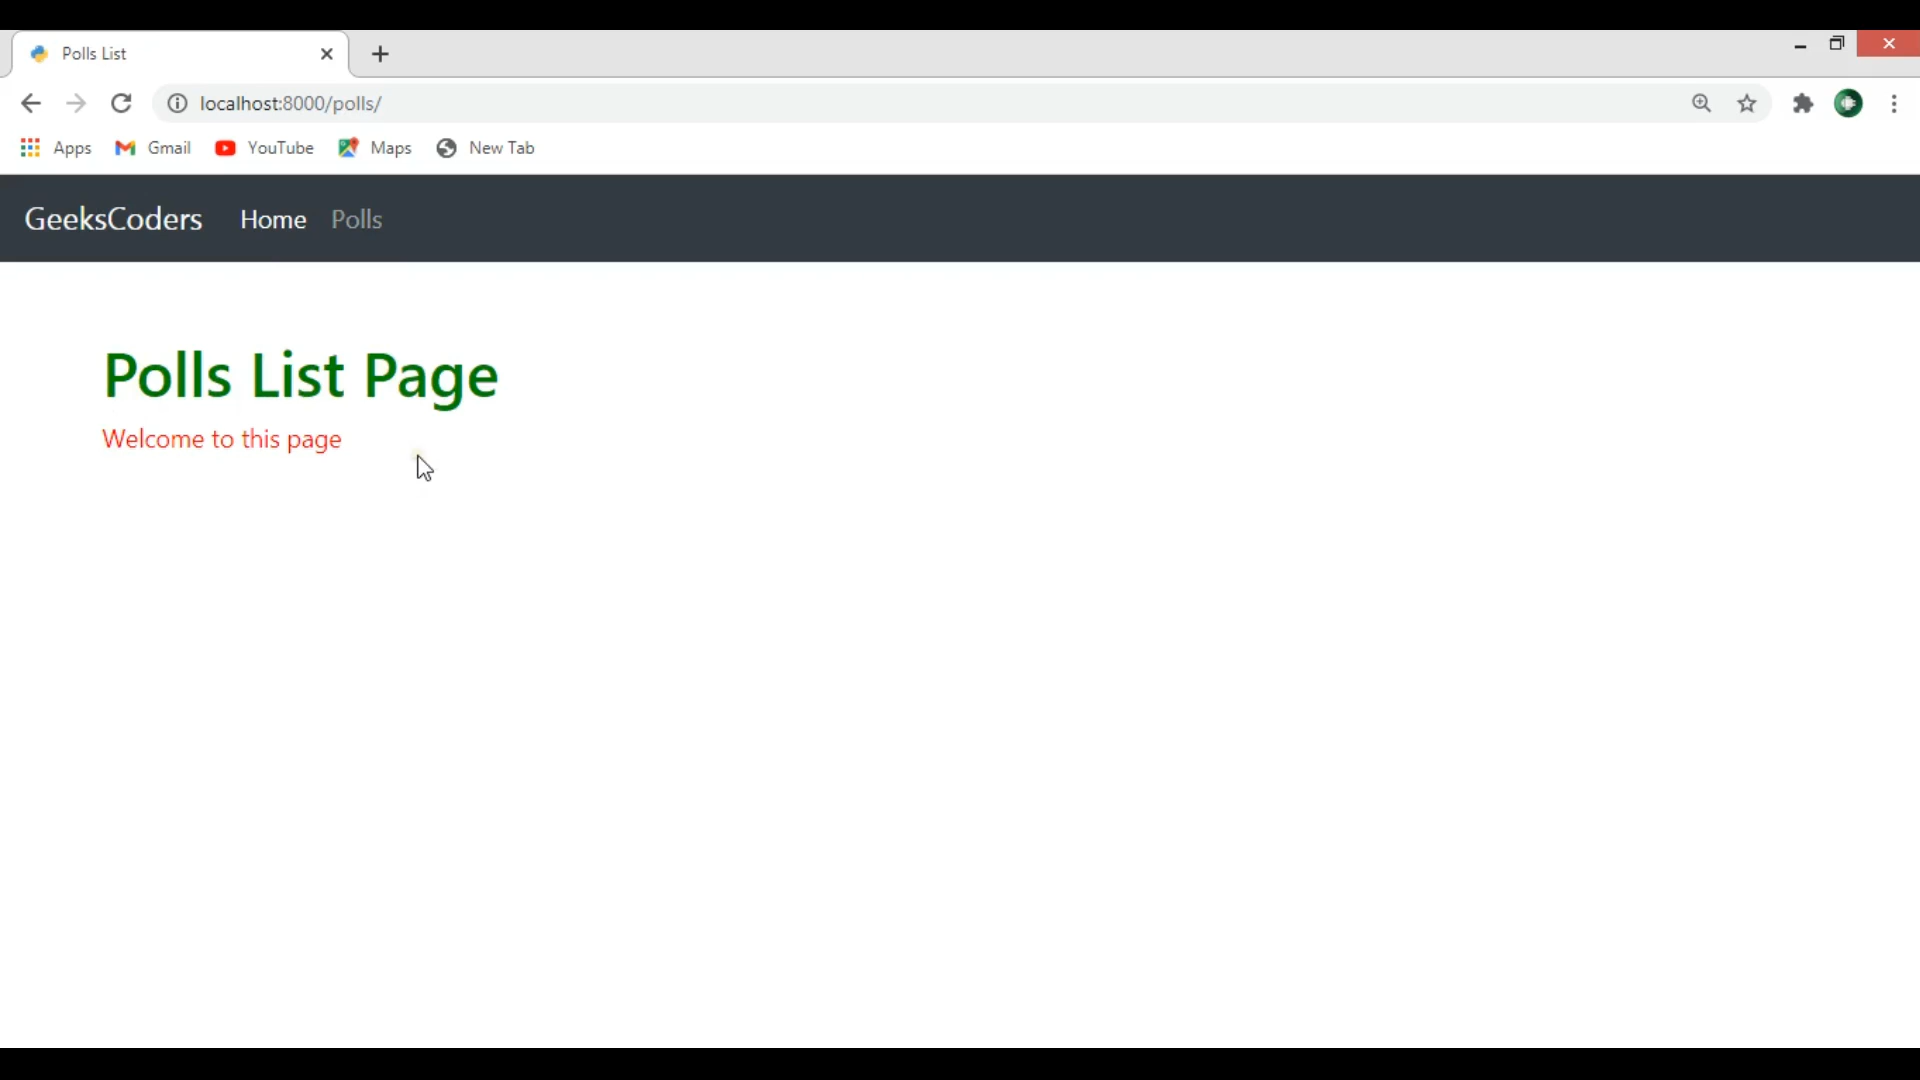 Polls List
localhost:8000/polls/
Apps Gmail YouTube Maps New Tab
GeeksCoders Home Polls
Polls List Page
Welcome to this page